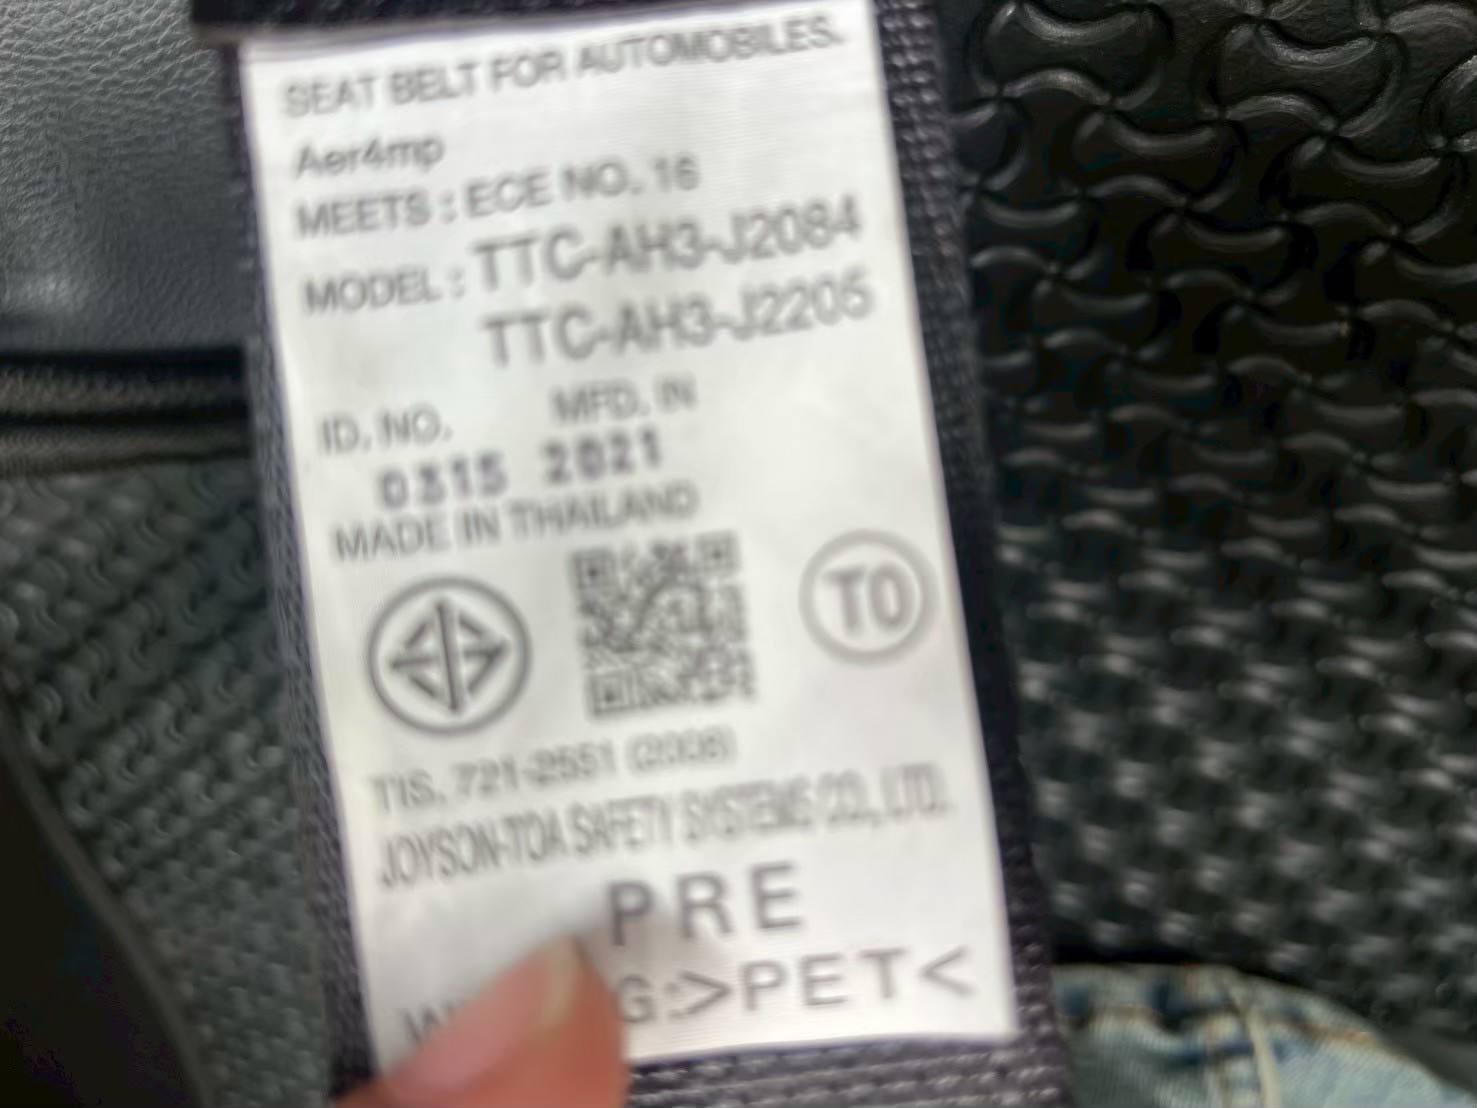 SEAT BELT FOR AUTOMOBILES.
Aer4mp
MEETS : ECE NO. 16
MODEL : TTC-AH3-J2084
TTC-AH3-J2205
ID. NO. MFD. IN
0315 2021
MADE IN THAILAND
TO
TIS. 721-2551 (2008)
JOYSON-TOA SAFETY SYSTEMS CO., LTD.
PRE
G:>PET<